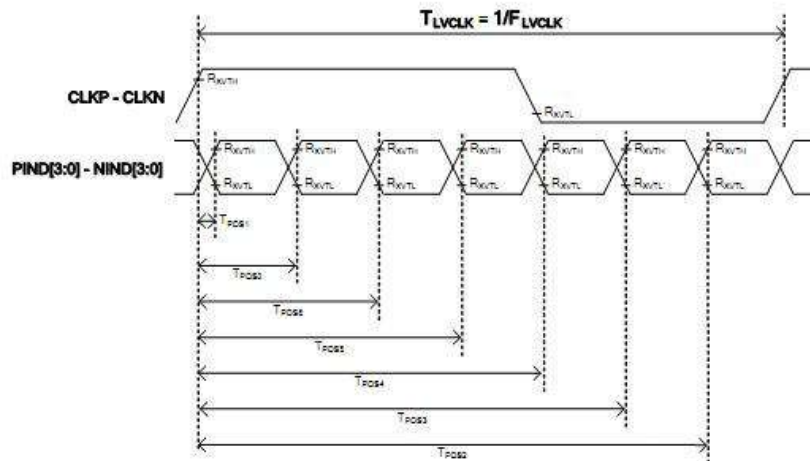 TLVCLK = 1/FLVCLK
RXVTH
CLKP - CLKN
RXVTL
RXVTH RXVTH RXVTH RXVTH RXVTH RXVTH RXVTH
PIND[3:0] - NIND[3:0]
RXVTL RXVTL RXVTL RXVTL RXVTL RXVTL RXVTL
TPOS1
TPOS6
TPOS5
TPOS4
TPOS3
TPOS2